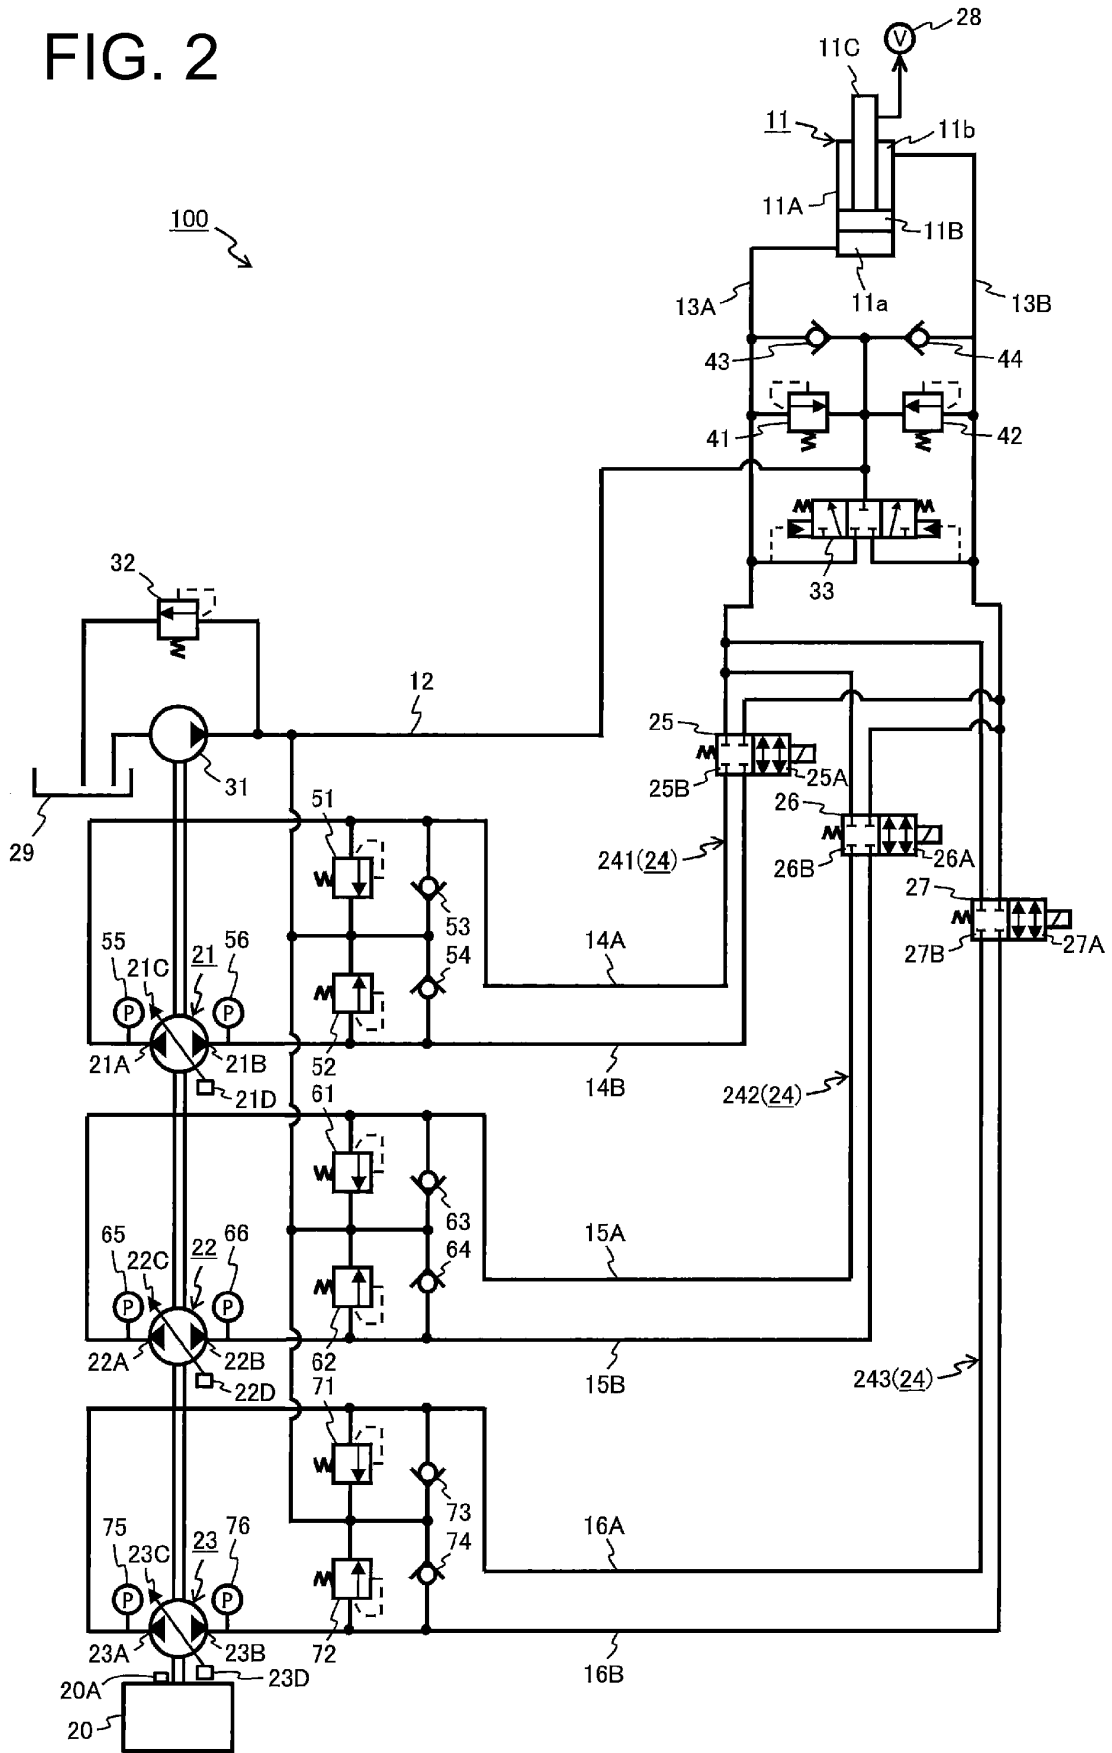 FIG. 2
28
V
11C
11
11b
11A
11B
100
11a
13A
13B
43
44
41
42
33
32
12
25
31
25B
25A
29
51
26
241(24)
26B
26A
53
27
55
56
54
14A
27B
27A
21C
21
P
P
21A
21B
52
14B
21D
61
242(24)
63
65
66
64
15A
22C
22
P
P
22A
22B
62
15B
243(24)
22D
71
73
75
76
74
16A
23C
23
P
P
23A
23B
72
16B
20A
23D
20